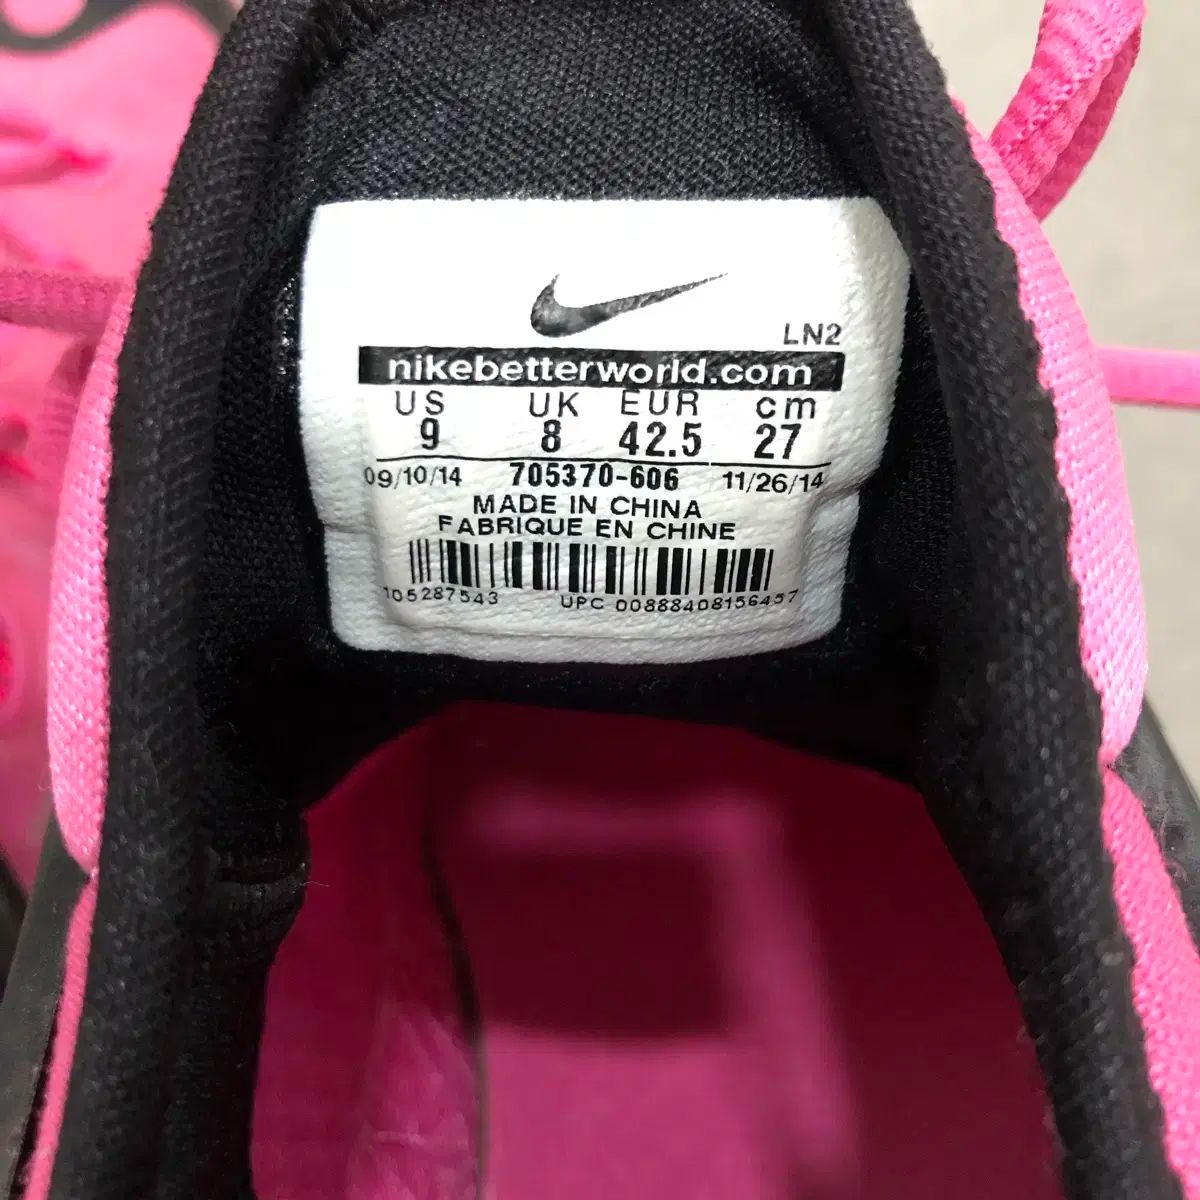 LN2
nikebetterworld.com
US UK EUR cm
9 8 42.5 27
09/10/14 705370-606 11/26/14
MADE IN CHINA
FABRIQUE EN CHINE
105287543 UPC 00888408156457